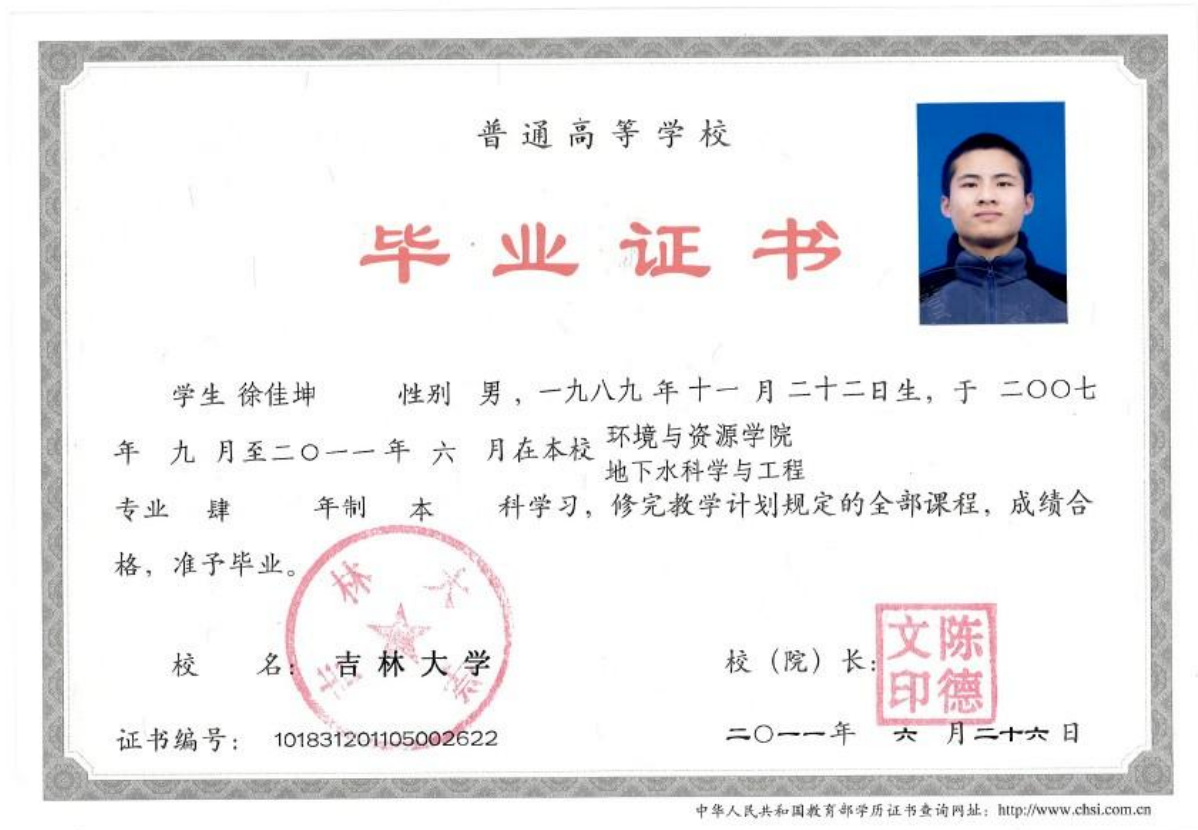 普通高等学校
毕业证书
学生 徐佳坤 性别 男，一九八九 年 十一 月 二十二日生，于 二〇〇七
年 九 月至二〇一一年 六 月在本校 环境与资源学院
地下水科学与工程
专业 肆 年制 本 科学习，修完教学计划规定的全部课程，成绩合
格，准予毕业。
校 名：吉林大学
校（院）长：
陈德文印
证书编号：101831201105002622
二〇一一年 六 月二十六日
中华人民共和国教育部学历证书查询网址：http://www.chsi.com.cn